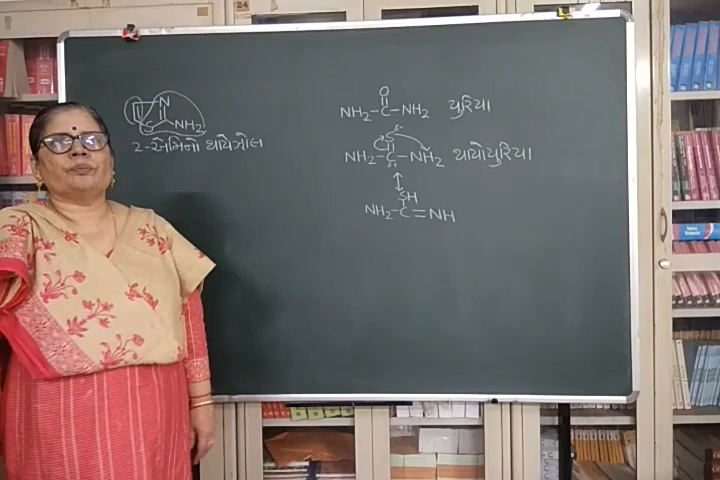 N
S
NH2
2-એમિનો થાયેઝોલ
O
NH2-C-NH2 યુરિયા
S δ-
NH2-C-NH2 થાયોયુરિયા
δ+
SH
NH2-C=NH